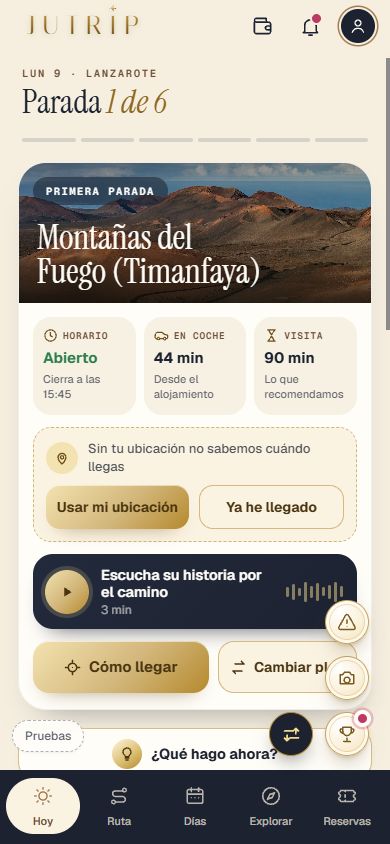 JUTRIP
LUN 9 · LANZAROTE
Parada 1 de 6
PRIMERA PARADA
Montañas del
Fuego (Timanfaya)
HORARIO
Abierto
Cierra a las
15:45
EN COCHE
44 min
Desde el
alojamiento
VISITA
90 min
Lo que
recomendamos
Sin tu ubicación no sabemos cuándo
llegas
Usar mi ubicación
Ya he llegado
Escucha su historia por
el camino
3 min
Cómo llegar
Cambiar pl
Pruebas
¿Qué hago ahora?
Hoy
Ruta
Días
Explorar
Reservas